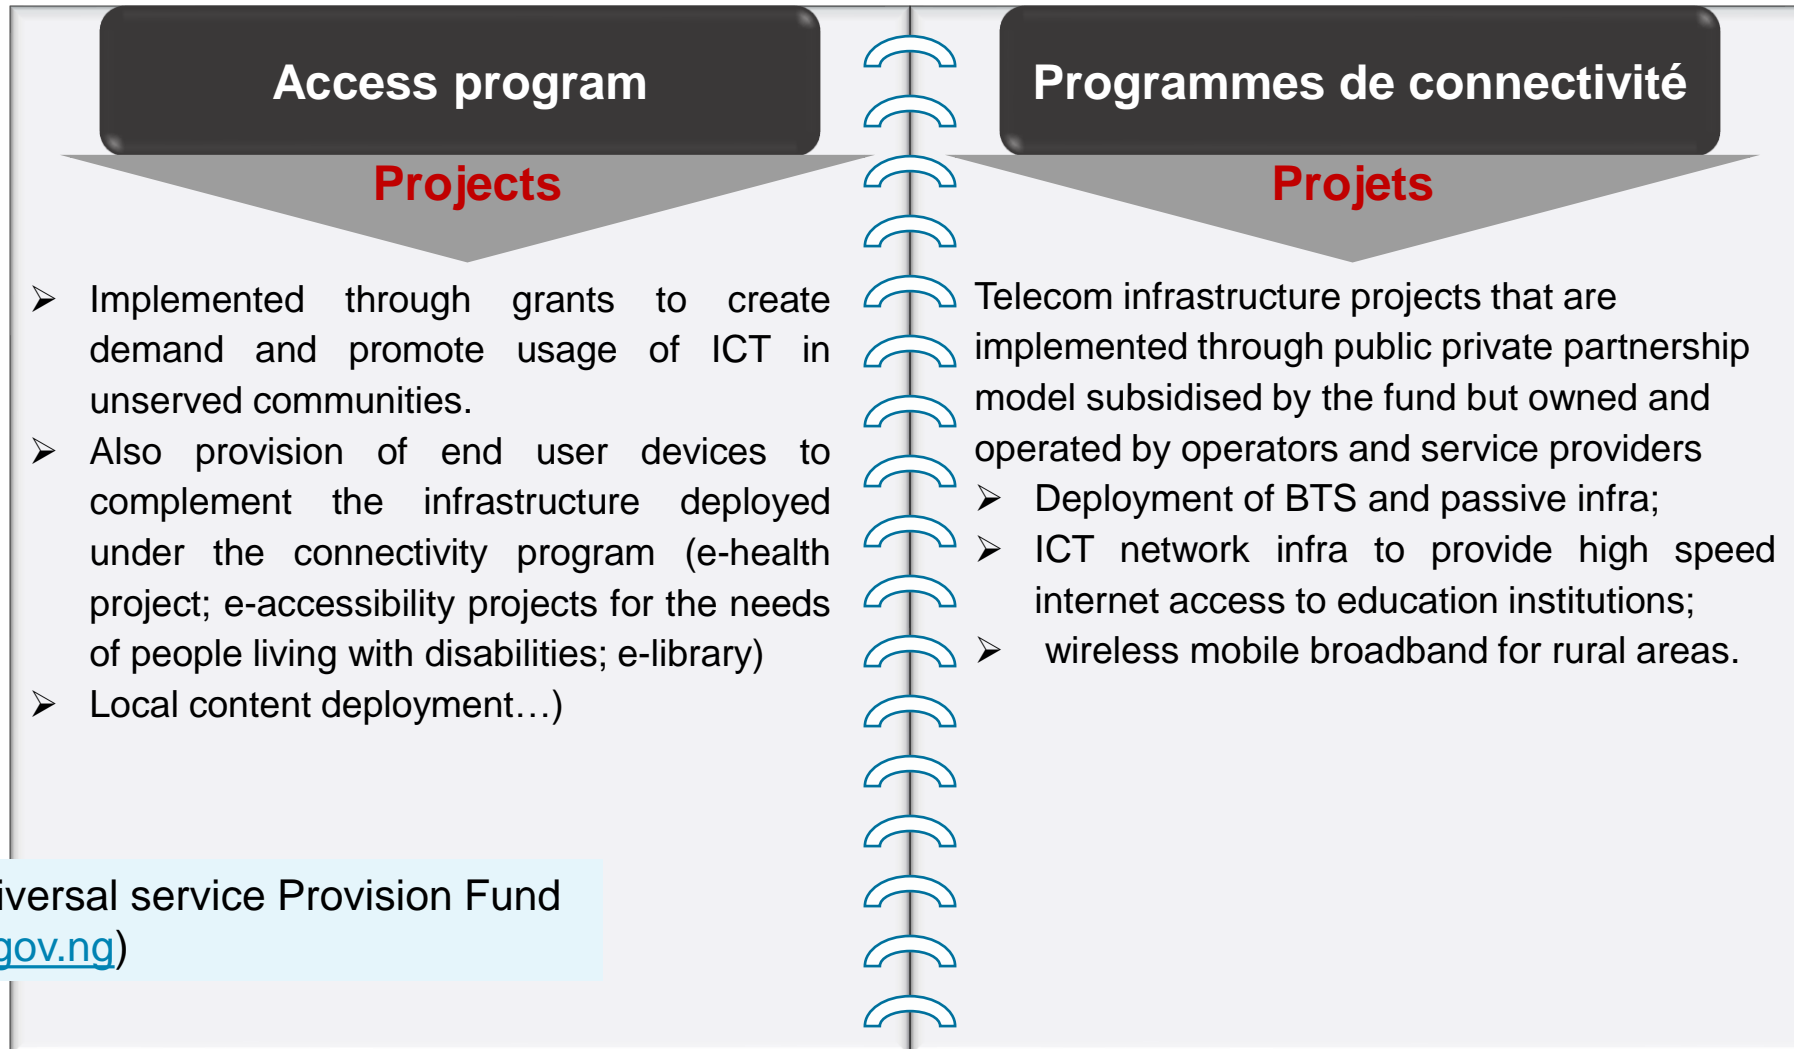 Access program
Projects
➢ Implemented through grants to create
demand and promote usage of ICT in
unserved communities.
➢ Also provision of end user devices to
complement the infrastructure deployed
under the connectivity program (e-health
project; e-accessibility projects for the needs
of people living with disabilities; e-library)
➢ Local content deployment…)
iversal service Provision Fund
gov.ng)
Programmes de connectivité
Projets
Telecom infrastructure projects that are
implemented through public private partnership
model subsidised by the fund but owned and
operated by operators and service providers
➢ Deployment of BTS and passive infra;
➢ ICT network infra to provide high speed
internet access to education institutions;
➢ wireless mobile broadband for rural areas.